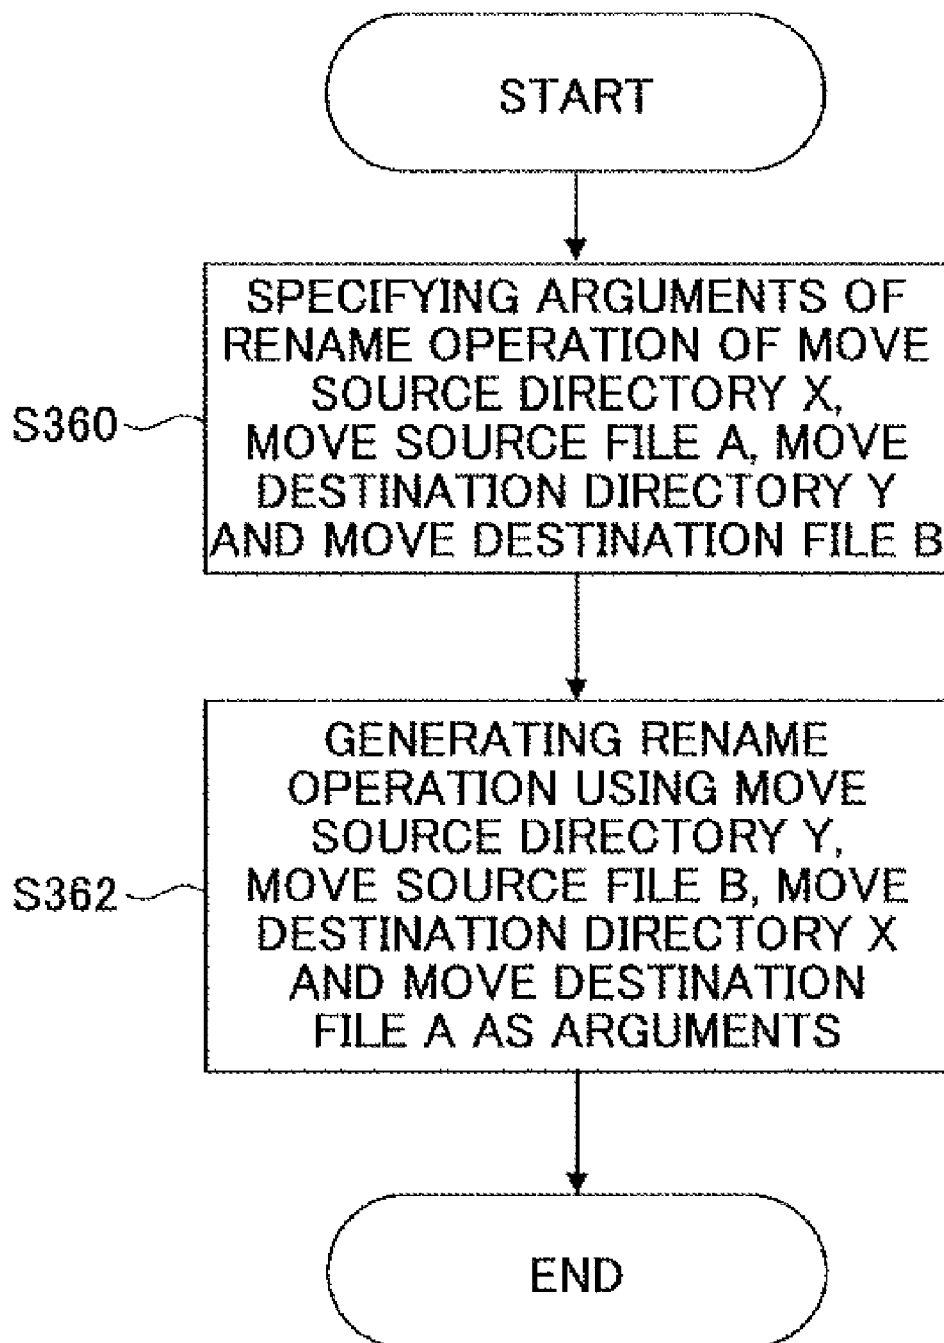 START
SPECIFYING ARGUMENTS OF
RENAME OPERATION OF MOVE
SOURCE DIRECTORY X,
MOVE SOURCE FILE A, MOVE
DESTINATION DIRECTORY Y
AND MOVE DESTINATION FILE B
S360
GENERATING RENAME
OPERATION USING MOVE
SOURCE DIRECTORY Y,
MOVE SOURCE FILE B, MOVE
DESTINATION DIRECTORY X
AND MOVE DESTINATION
FILE A AS ARGUMENTS
S362
END